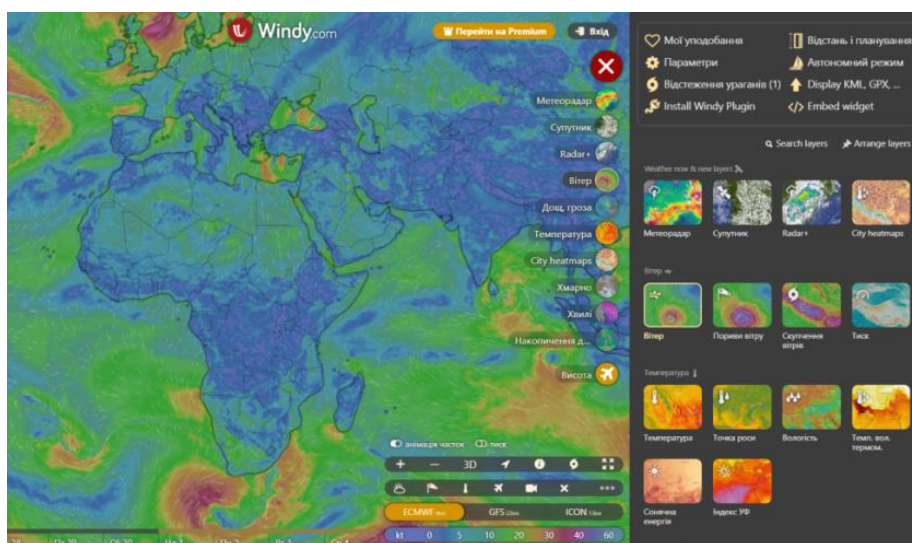 Windy.com
Перейти на Premium
Вхід
Метеорадар
Супутник
Radar+
Вітер
Дощ, гроза
Температура
City heatmaps
Хмарно
Хвилі
Накопичення д...
Висота
анімація часток тиск
+ − 3D
ECMWF 9km GFS 22km ICON 13km
kt 0 5 10 20 30 40 60
Мої уподобання
Відстань і планування
Параметри
Автономний режим
Відстеження ураганів (1)
Display KML, GPX, ...
Install Windy Plugin
Embed widget
Search layers Arrange layers
Weather now & new layers
Метеорадар Супутник Radar+ City heatmaps
Вітер
Вітер Пориви вітру Скупчення вітрів Тиск
Температура
Температура Точка роси Вологість Темп. вол. термом.
Сонячна енергія Індекс УФ